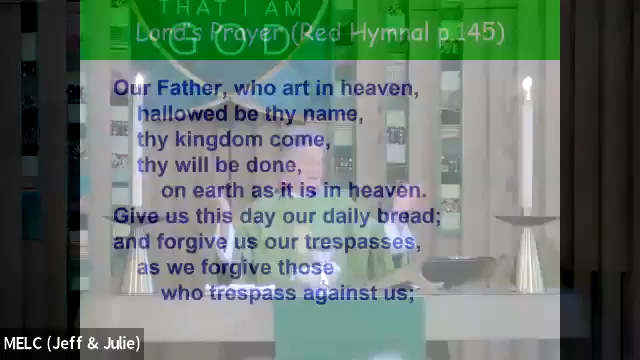 THAT I AM
GOD
Lord's Prayer (Red Hymnal p.145)
Our Father, who art in heaven,
hallowed be thy name,
thy kingdom come,
thy will be done,
on earth as it is in heaven.
Give us this day our daily bread;
and forgive us our trespasses,
as we forgive those
who trespass against us;
MELC (Jeff & Julie)